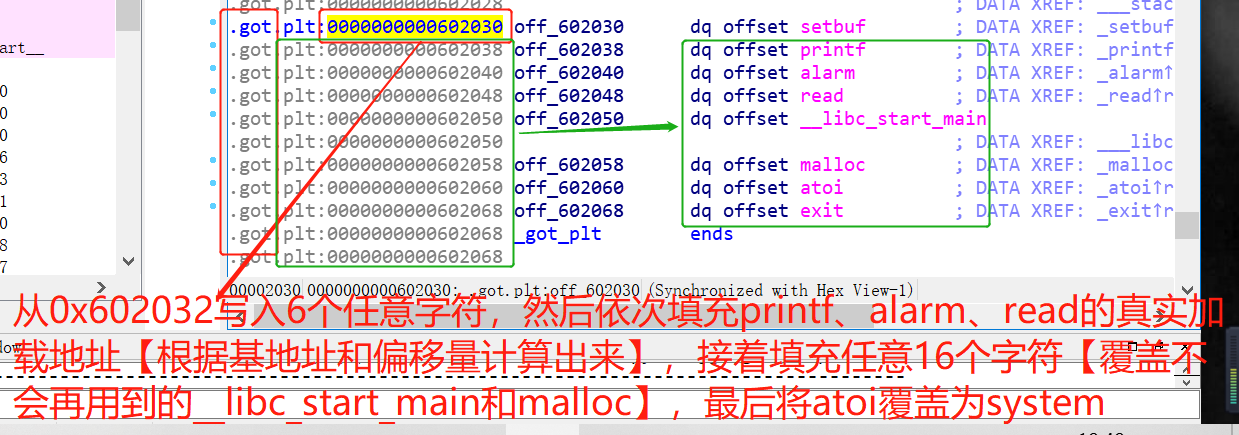 .got.plt:0000000000602028 ; DATA XREF: ___stac
.got.plt:0000000000602030 off_602030 dq offset setbuf ; DATA XREF: _setbuf
.got.plt:0000000000602038 off_602038 dq offset printf ; DATA XREF: _printf
.got.plt:0000000000602040 off_602040 dq offset alarm ; DATA XREF: _alarm↑
.got.plt:0000000000602048 off_602048 dq offset read ; DATA XREF: _read↑r
.got.plt:0000000000602050 off_602050 dq offset __libc_start_main
.got.plt:0000000000602050 ; DATA XREF: ___libc
.got.plt:0000000000602058 off_602058 dq offset malloc ; DATA XREF: _malloc
.got.plt:0000000000602060 off_602060 dq offset atoi ; DATA XREF: _atoi↑r
.got.plt:0000000000602068 off_602068 dq offset exit ; DATA XREF: _exit↑r
.got.plt:0000000000602068 _got_plt ends
.got.plt:0000000000602068
art__
0
0
0
6
3
1
0
8
7
00002030 0000000000602030: .got.plt:off_602030 (Synchronized with Hex View-1)
从0x602032写入6个任意字符，然后依次填充printf、alarm、read的真实加
载地址【根据基地址和偏移量计算出来】，接着填充任意16个字符【覆盖不
会再用到的__libc_start_main和malloc】，最后将atoi覆盖为system